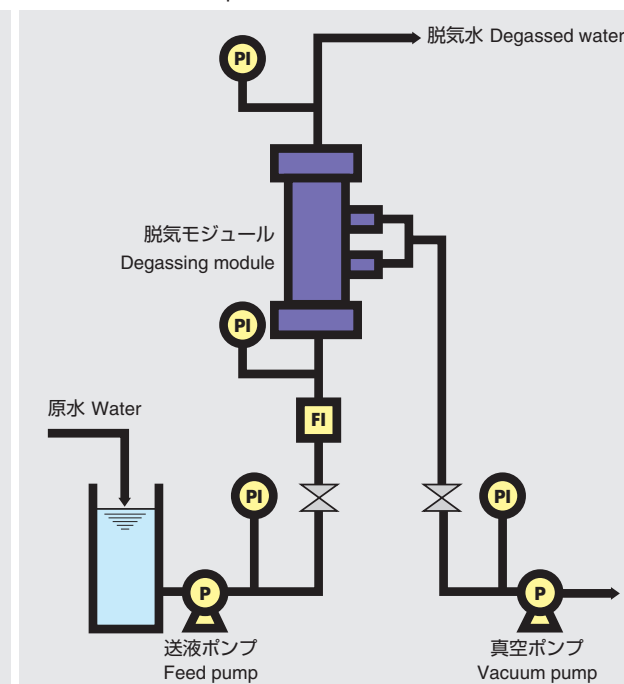 脱気水 Degassed water
PI
脱気モジュール
Degassing module
PI
原水 Water
FI
PI
PI
P
P
送液ポンプ
Feed pump
真空ポンプ
Vacuum pump